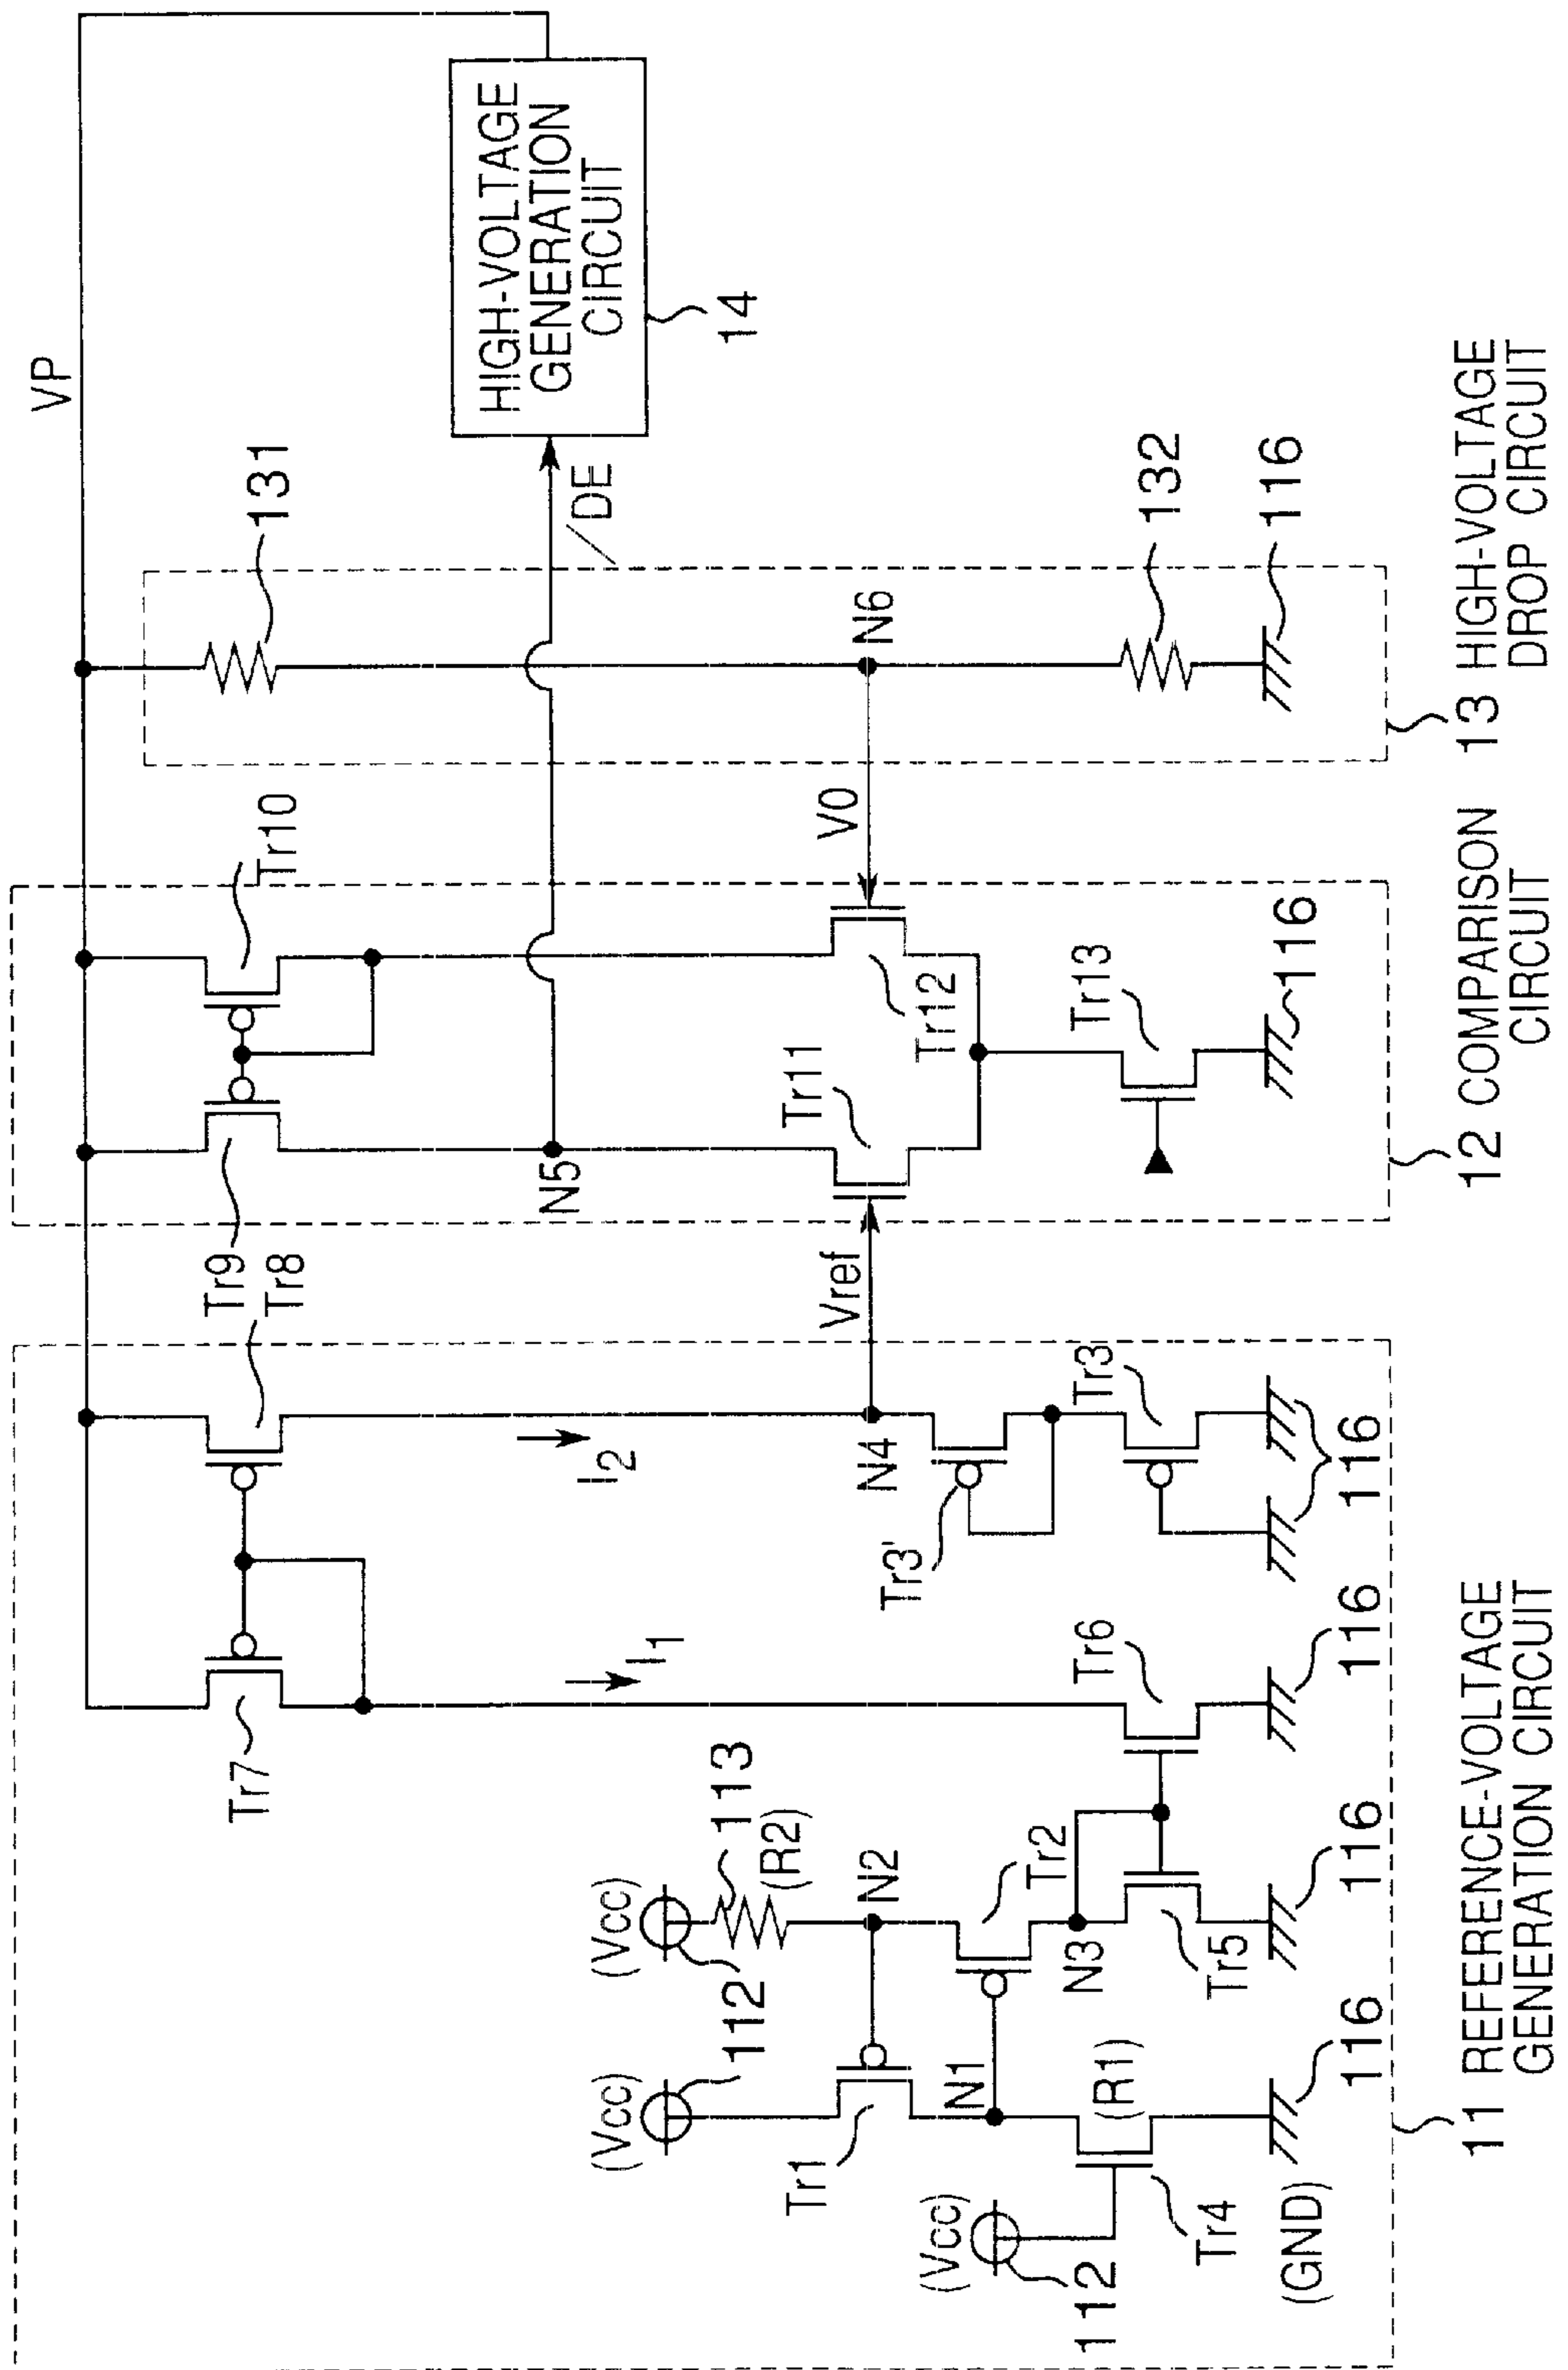 VP
HIGH-VOLTAGE
GENERATION
CIRCUIT
14
/DE
131
N6
132
116
13 HIGH-VOLTAGE
DROP CIRCUIT
Tr10
V0
Tr9
N5
Tr11
Tr12
Tr13
116
12 COMPARISON
CIRCUIT
Tr8
Vref
I2
N4
Tr3'
Tr3
116
Tr7
I1
Tr6
116
(Vcc)
112
113
(R2)
N2
Tr2
N3
Tr5
116
(Vcc)
112
Tr1
N1
(R1)
116
(Vcc)
112
Tr4
(GND)
11 REFERENCE-VOLTAGE
GENERATION CIRCUIT